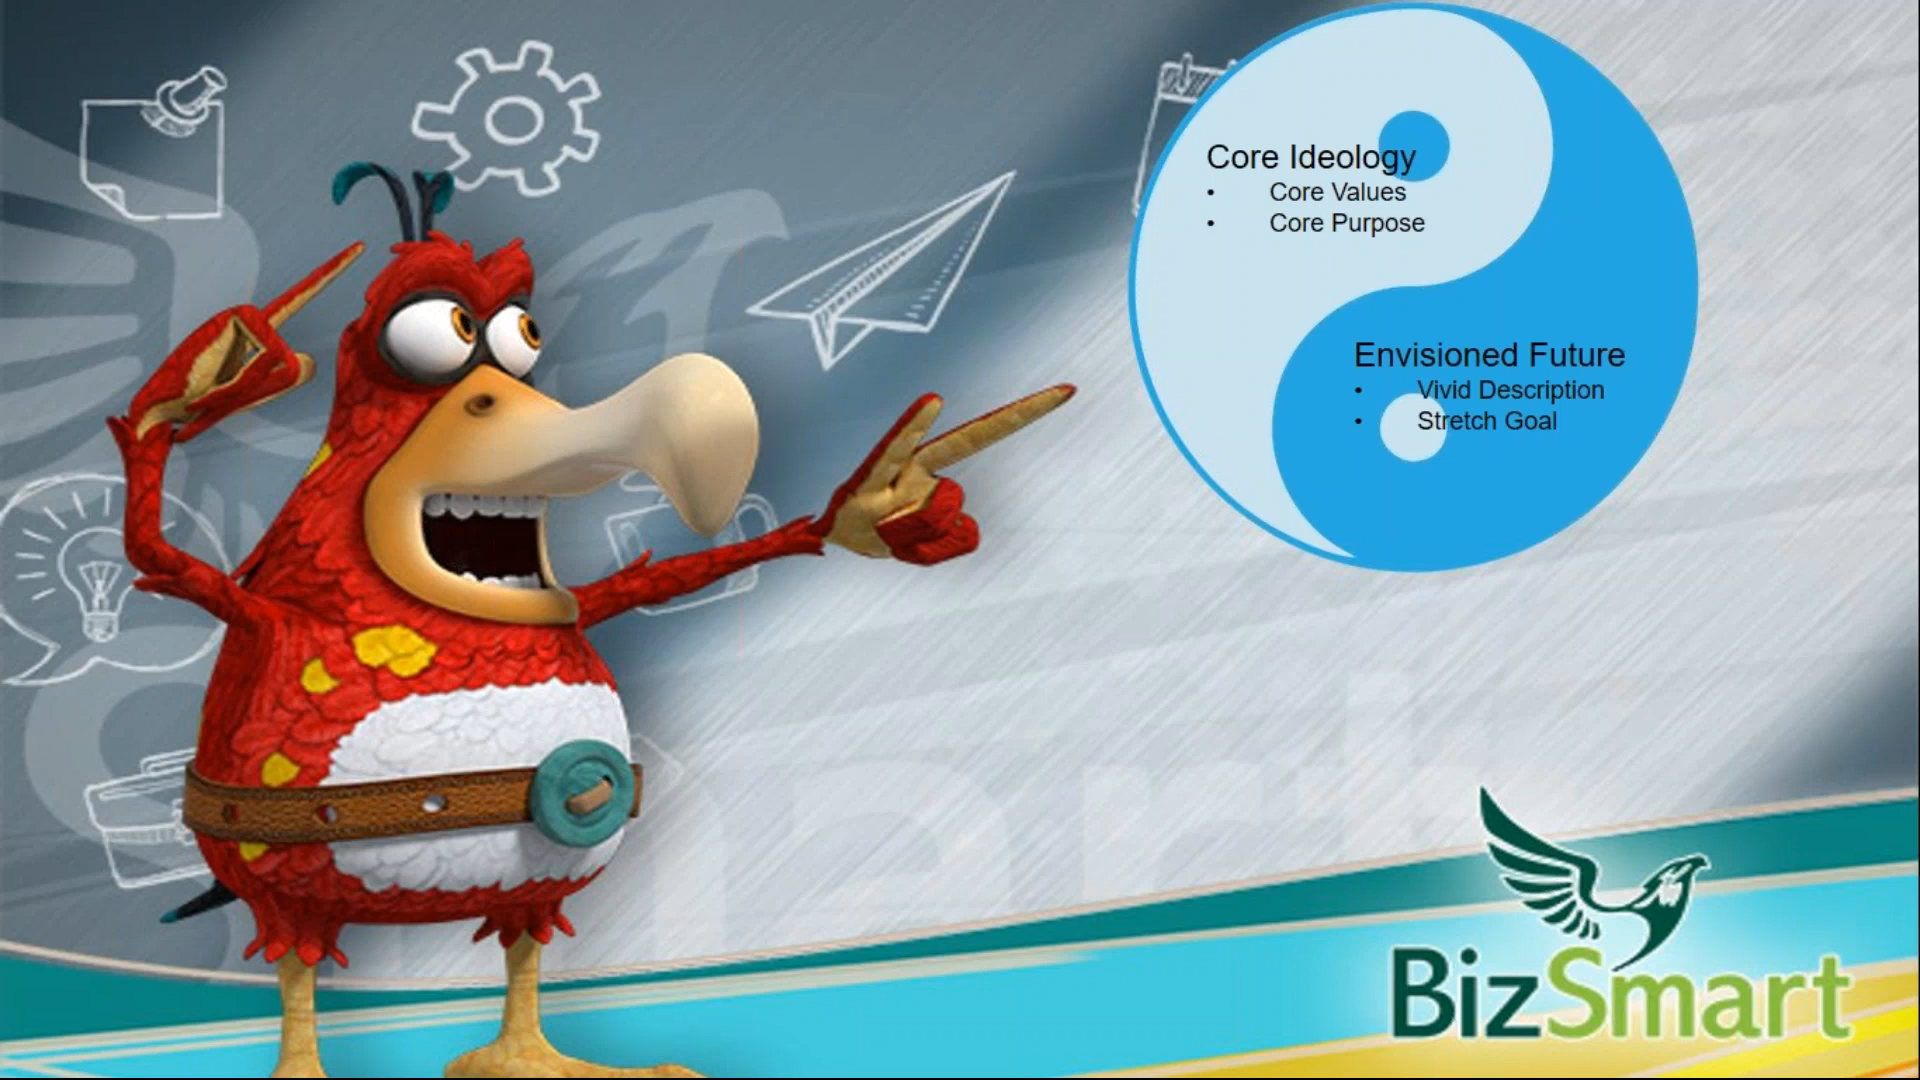 Core Ideology
• Core Values
• Core Purpose
Envisioned Future
• Vivid Description
• Stretch Goal
BizSmart